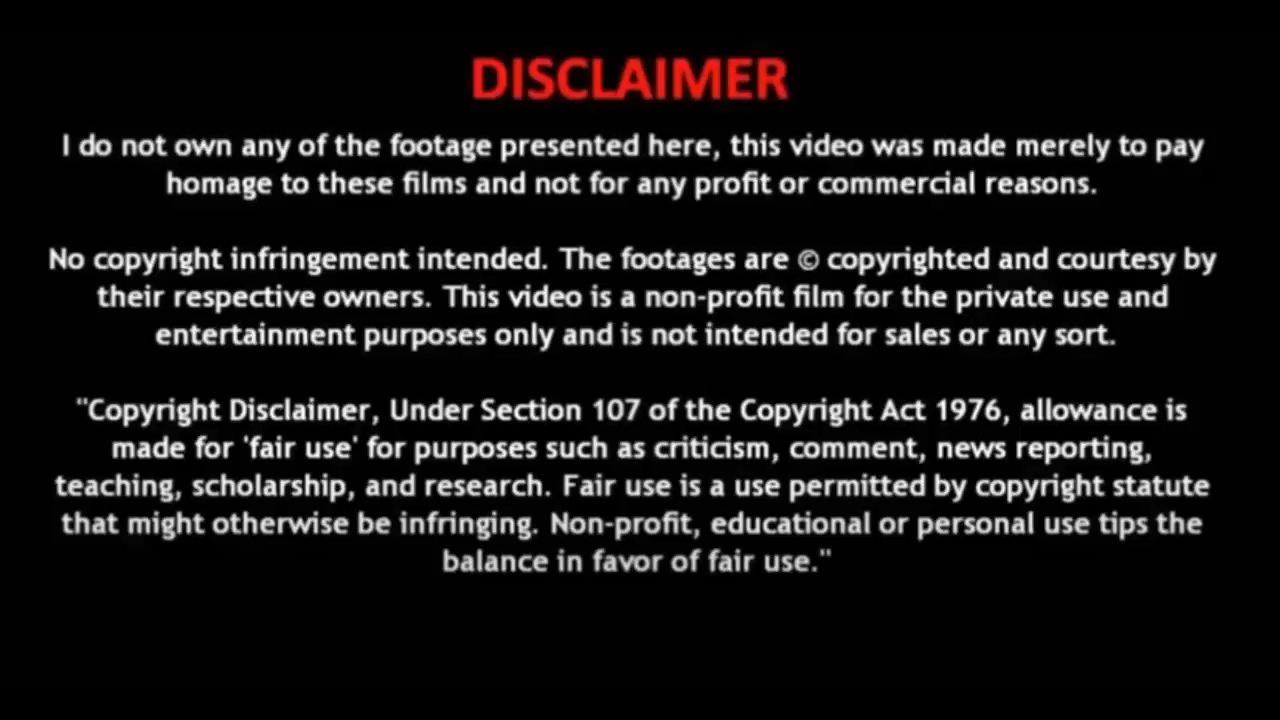 DISCLAIMER
I do not own any of the footage presented here, this video was made merely to pay
homage to these films and not for any profit or commercial reasons.
No copyright infringement intended. The footages are © copyrighted and courtesy by
their respective owners. This video is a non-profit film for the private use and
entertainment purposes only and is not intended for sales or any sort.
"Copyright Disclaimer, Under Section 107 of the Copyright Act 1976, allowance is
made for 'fair use' for purposes such as criticism, comment, news reporting,
teaching, scholarship, and research. Fair use is a use permitted by copyright statute
that might otherwise be infringing. Non-profit, educational or personal use tips the
balance in favor of fair use."